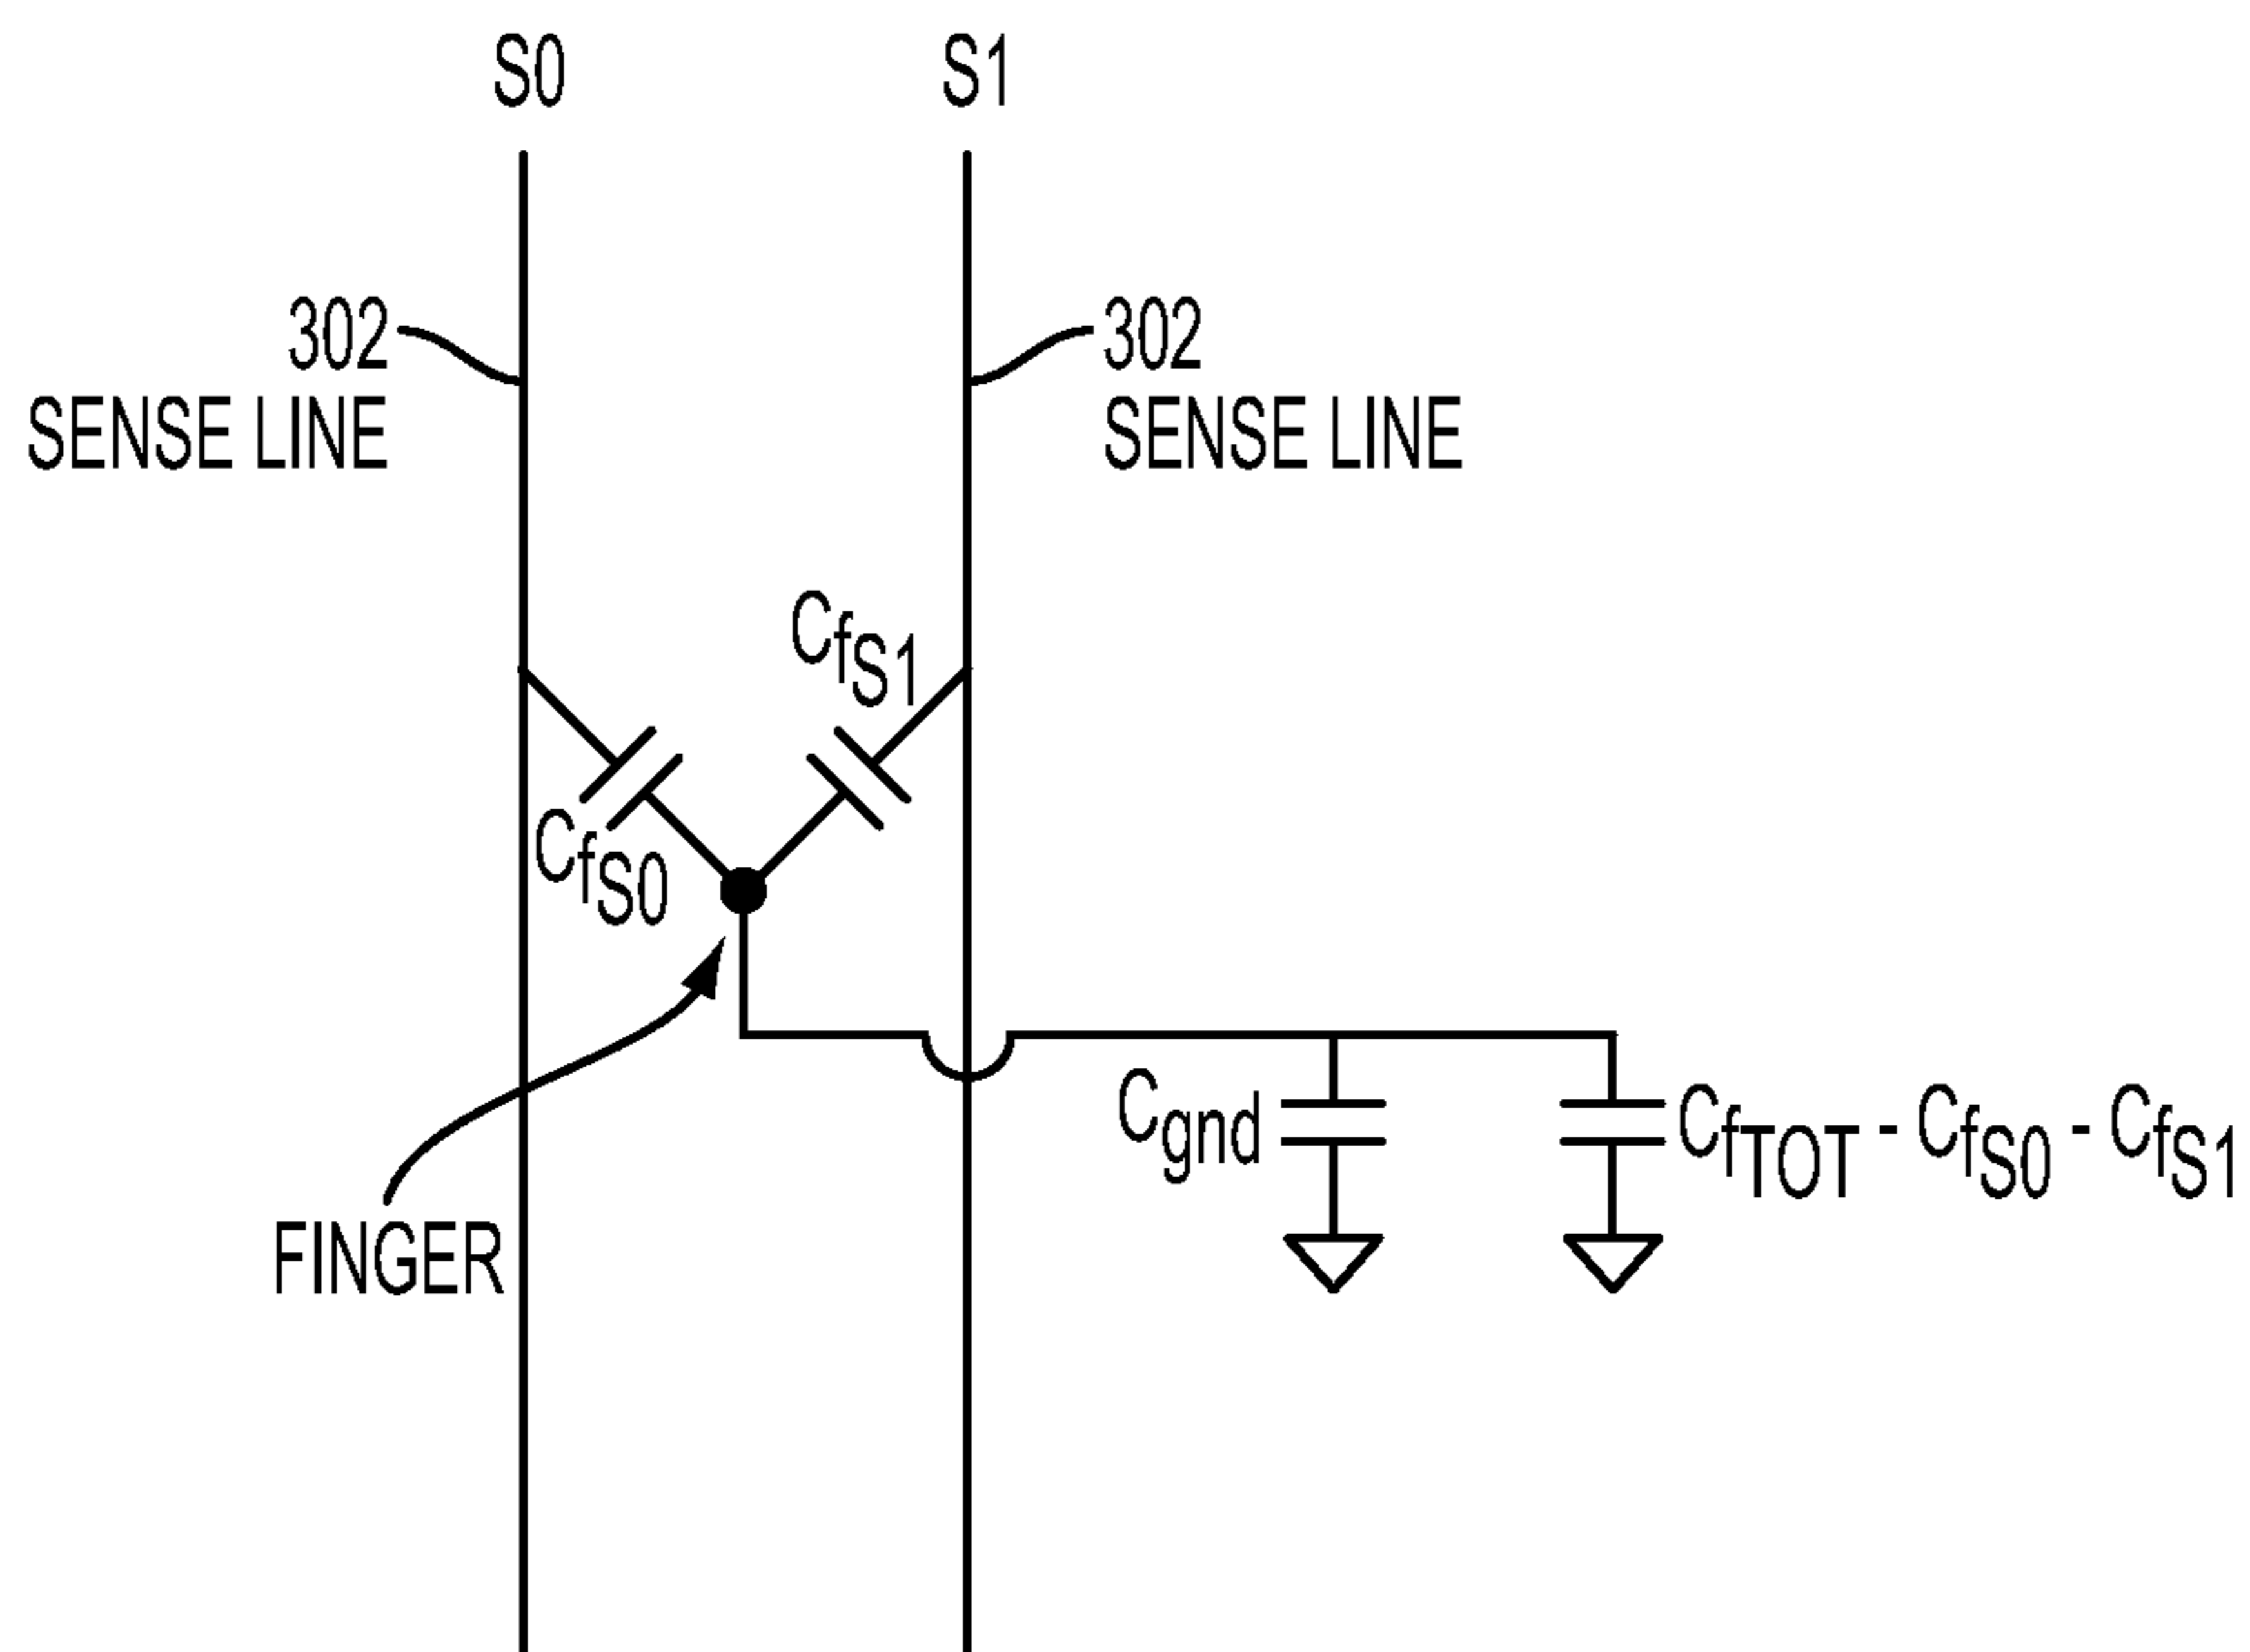 S0
S1
302
SENSE LINE
302
SENSE LINE
CfS1
CfS0
Cgnd
CfTOT - CfS0 - CfS1
FINGER